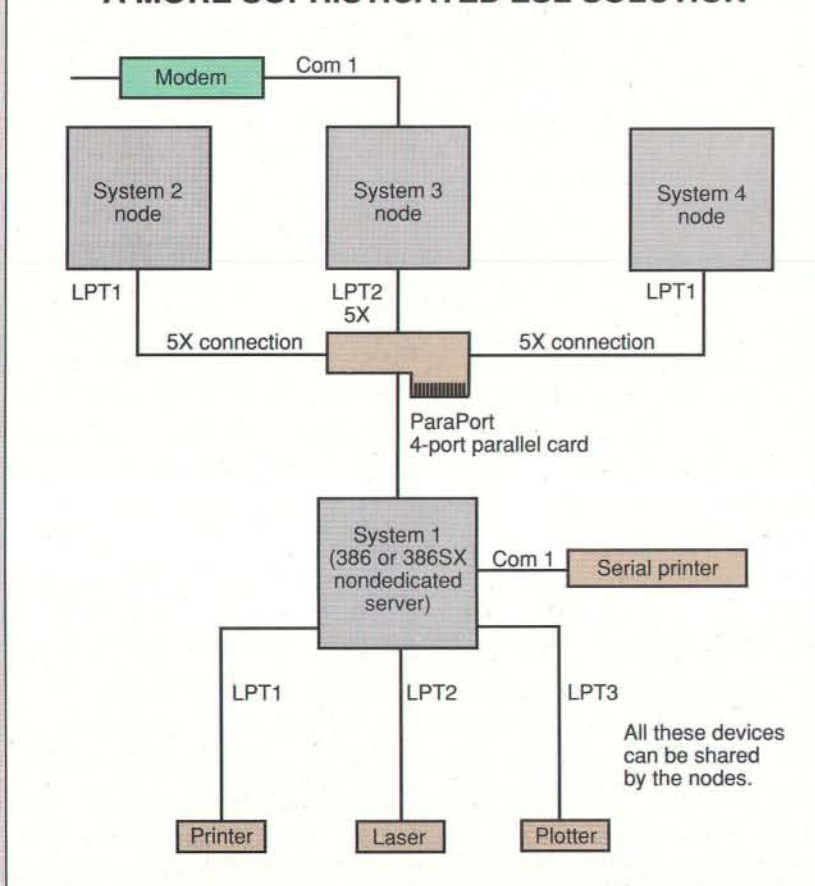 Modem
Com 1
System 2
node
System 3
node
System 4
node
LPT1
LPT2
5X
LPT1
5X connection
5X connection
ParaPort
4-port parallel card
System 1
(386 or 386SX
nondedicated
server)
Com 1
Serial printer
LPT1
LPT2
LPT3
All these devices
can be shared
by the nodes.
Printer
Laser
Plotter